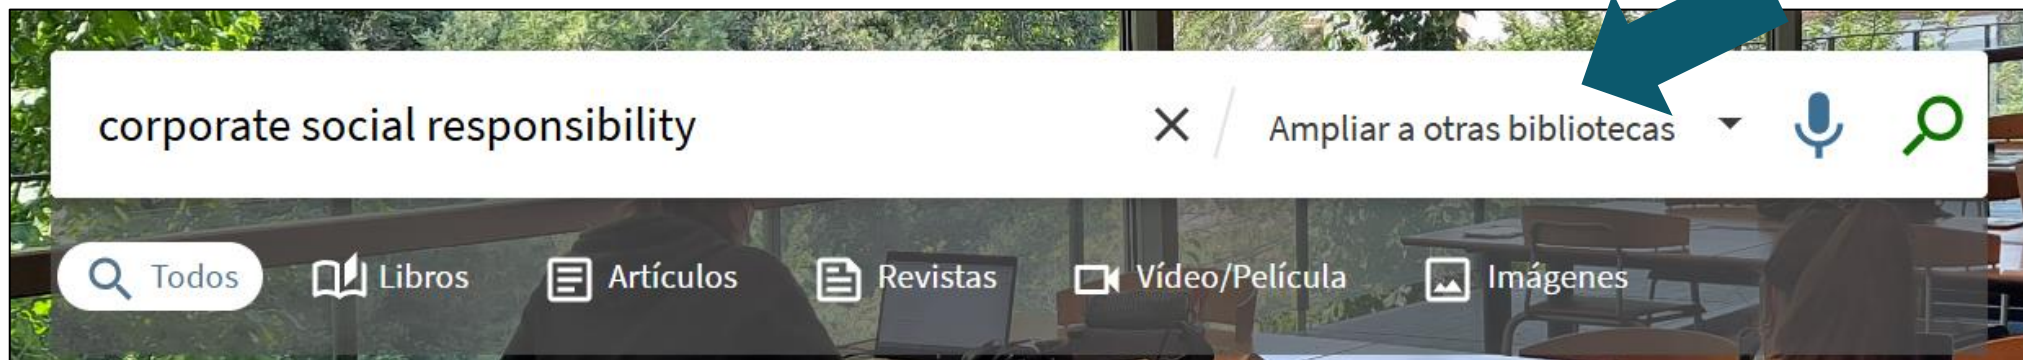 corporate social responsibility Ampliar a otras bibliotecas
Todos Libros Artículos Revistas Vídeo/Película Imágenes